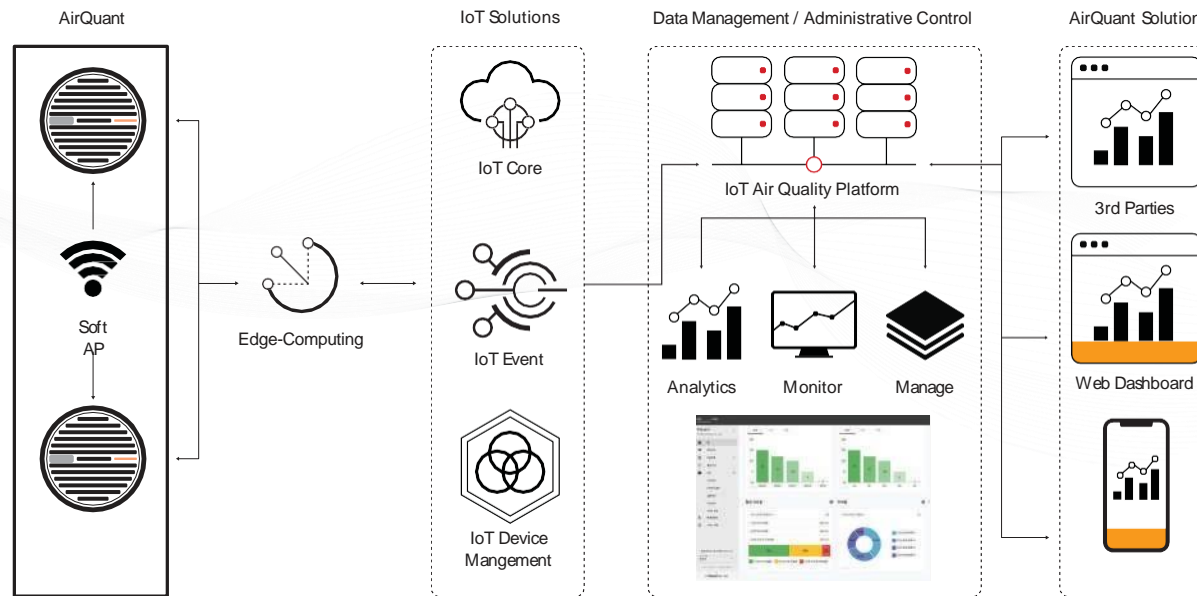 AirQuant
IoT Solutions
Data Management / Administrative Control
AirQuant Solution
Soft
AP
Edge-Computing
IoT Core
IoT Event
IoT Device
Mangement
IoT Air Quality Platform
Analytics
Monitor
Manage
3rd Parties
Web Dashboard